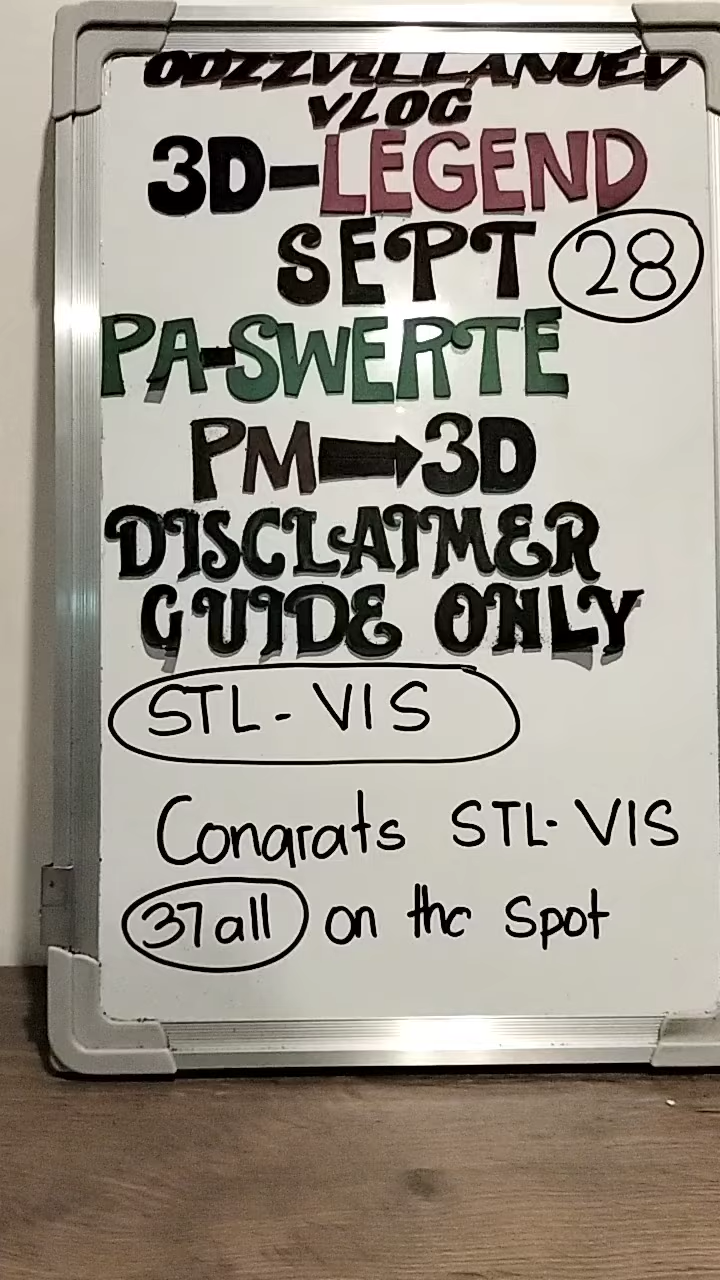 ODZZVILLANUEV
VLOG
3D-LEGEND
SEPT 28
PA-SWERTE
PM→3D
DISCLAIMER
GUIDE ONLY
STL-VIS
Congrats STL-VIS
37all on the spot